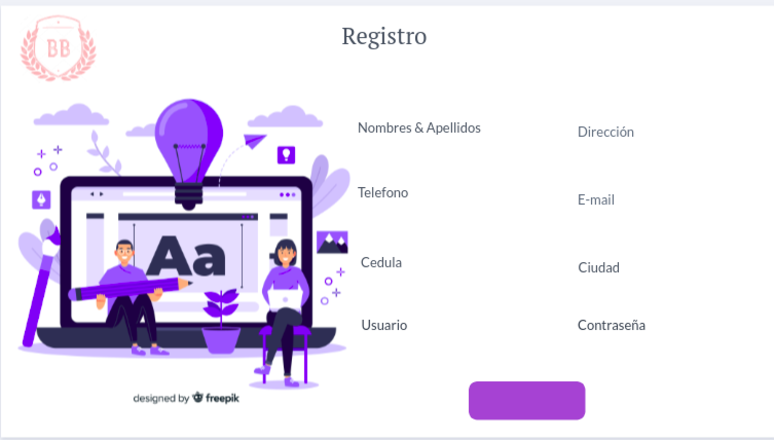 BB
Registro
Nombres & Apellidos
Dirección
Telefono
E-mail
Aa
Cedula
Ciudad
Usuario
Contraseña
designed by freepik